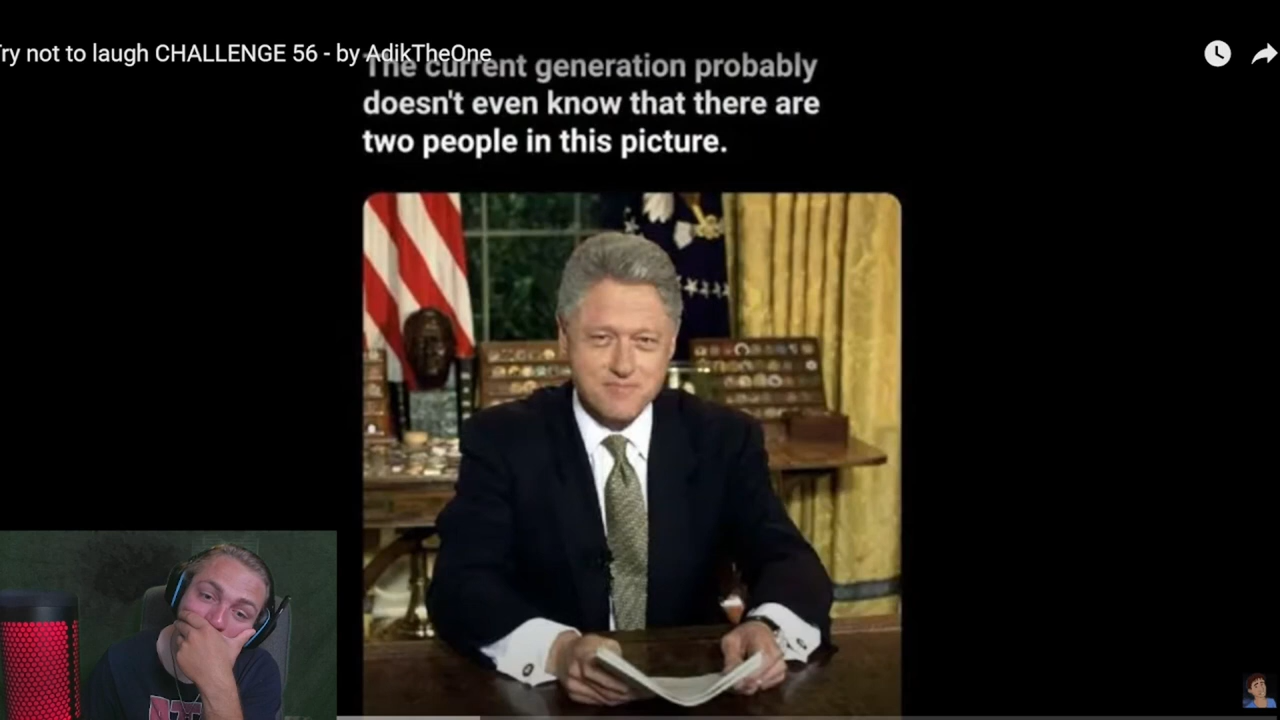 Try not to laugh CHALLENGE 56 - by AdikTheOne
The current generation probably
doesn't even know that there are
two people in this picture.